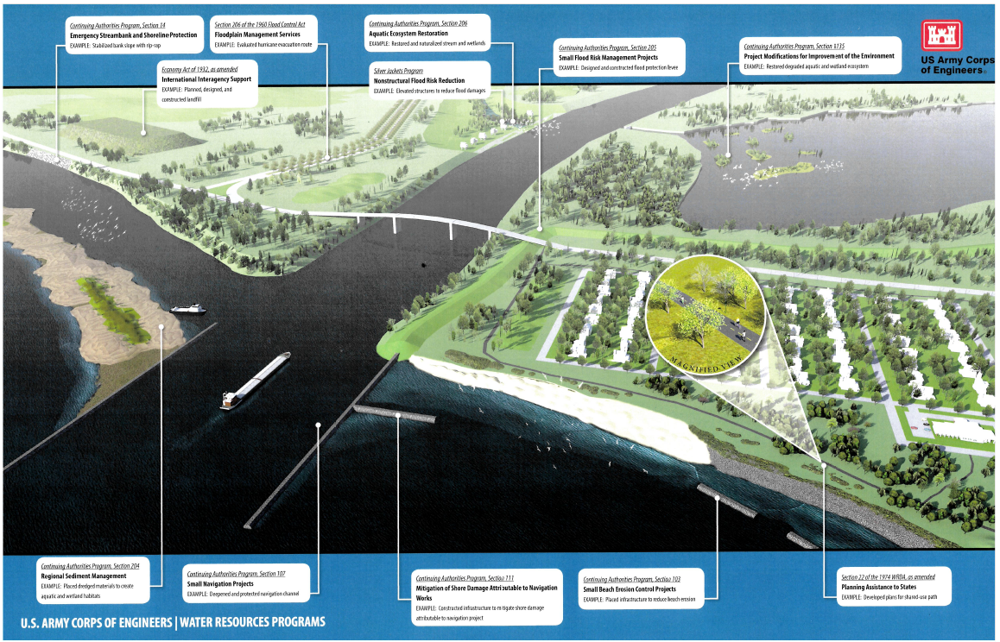 Continuing Authorities Program, Section 14
Emergency Streambank and Shoreline Protection
EXAMPLE: Stabilized bank slope with rip-rap
Section 206 of the 1960 Flood Control Act
Floodplain Management Services
EXAMPLE: Evaluated hurricane evacuation route
Continuing Authorities Program, Section 206
Aquatic Ecosystem Restoration
EXAMPLE: Restored and naturalized stream and wetlands
Continuing Authorities Program, Section 205
Small Flood Risk Management Projects
EXAMPLE: Designed and constructed flood protection levee
Continuing Authorities Program, Section 1135
Project Modifications for Improvement of the Environment
EXAMPLE: Restored degraded aquatic and wetland ecosystem
US Army Corps
of Engineers®
Economy Act of 1932, as amended
International Interagency Support
EXAMPLE: Planned, designed, and
constructed landfill
Silver Jackets Program
Nonstructural Flood Risk Reduction
EXAMPLE: Elevated structures to reduce flood damages
MAGNIFIED VIEW
Continuing Authorities Program, Section 204
Regional Sediment Management
EXAMPLE: Placed dredged materials to create
aquatic and wetland habitats
Continuing Authorities Program, Section 107
Small Navigation Projects
EXAMPLE: Deepened and protected navigation channel
Continuing Authorities Program, Section 111
Mitigation of Shore Damage Attributable to Navigation
Works
EXAMPLE: Constructed infrastructure to mitigate shore damage
attributable to navigation project
Continuing Authorities Program, Section 103
Small Beach Erosion Control Projects
EXAMPLE: Placed infrastructure to reduce beach erosion
Section 22 of the 1974 WRDA, as amended
Planning Assistance to States
EXAMPLE: Developed plans for shared-use path
U.S. ARMY CORPS OF ENGINEERS | WATER RESOURCES PROGRAMS